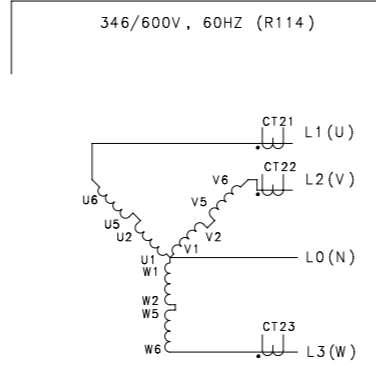 346/600V, 60HZ (R114)
CT21
L1(U)
CT22
V6
L2(V)
U6
V5
U5
U2
V2
V1
U1
L0(N)
W1
W2
W5
CT23
W6
L3(W)